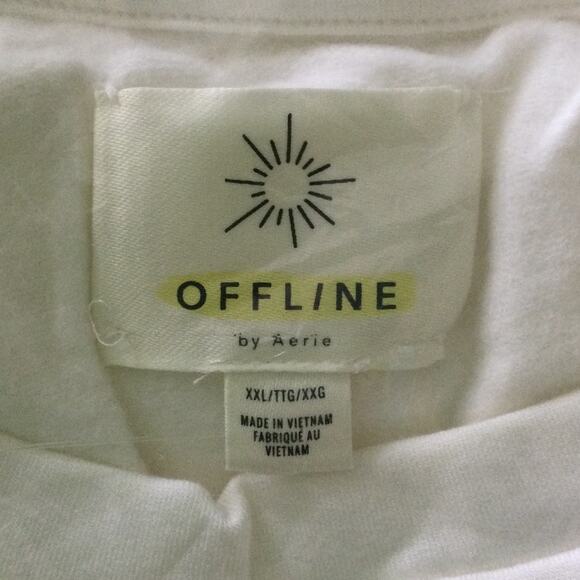 OFFLINE
by Aerie
XXL/TTG/XXG
MADE IN VIETNAM
FABRIQUÉ AU
VIETNAM